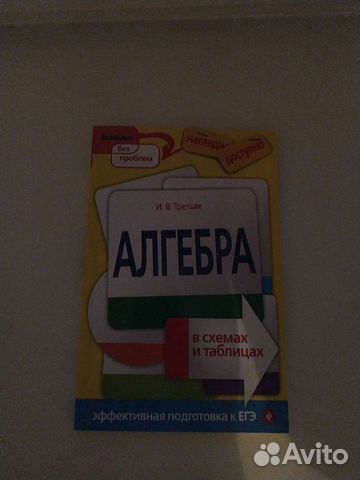 экзамен
без
проблем
наглядно
доступно
И. В. Третьяк
АЛГЕБРА
в схемах
и таблицах
эффективная подготовка к ЕГЭ
Avito